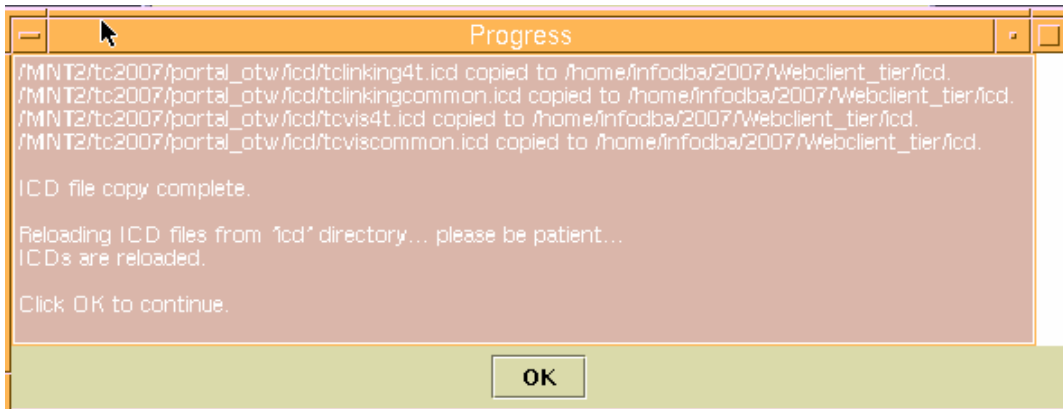 Progress
/MNT2/tc2007/portal_otw/icd/tclinking4t.icd copied to /home/infodba/2007/Webclient_tier/icd.
/MNT2/tc2007/portal_otw/icd/tclinkingcommon.icd copied to /home/infodba/2007/Webclient_tier/icd.
/MNT2/tc2007/portal_otw/icd/tcvis4t.icd copied to /home/infodba/2007/Webclient_tier/icd.
/MNT2/tc2007/portal_otw/icd/tcviscommon.icd copied to /home/infodba/2007/Webclient_tier/icd.
ICD file copy complete.
Reloading ICD files from "icd" directory... please be patient...
ICDs are reloaded.
Click OK to continue.
OK